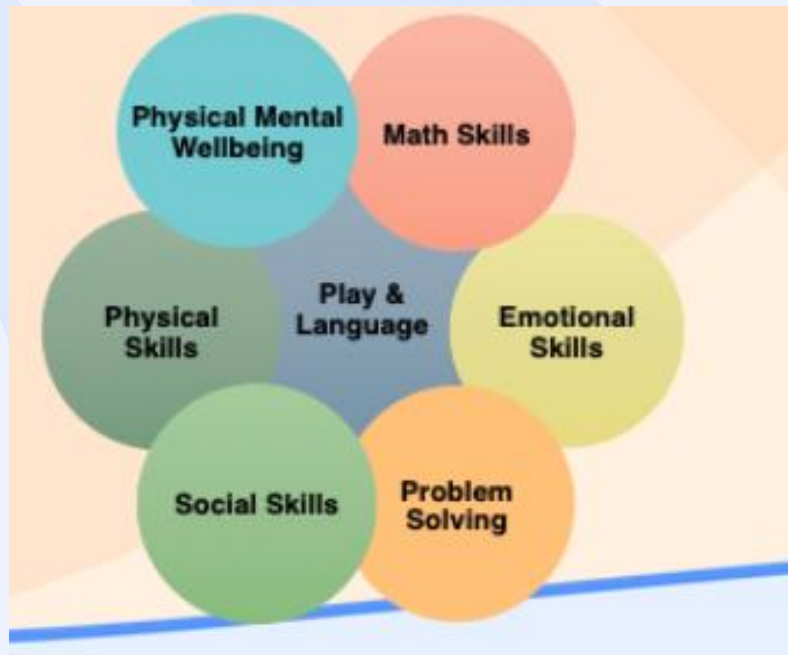 Physical Mental
Wellbeing
Math Skills
Physical
Skills
Play &
Language
Emotional
Skills
Social Skills
Problem
Solving